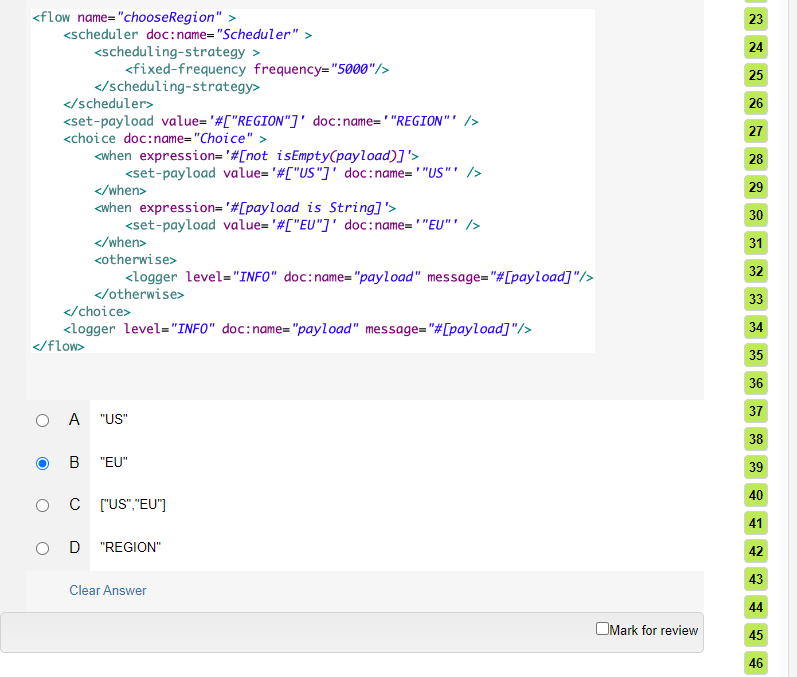 <flow name="chooseRegion" >
<scheduler doc:name="Scheduler" >
<scheduling-strategy >
<fixed-frequency frequency="5000"/>
</scheduling-strategy>
</scheduler>
<set-payload value='#["REGION"]' doc:name='"REGION"' />
<choice doc:name="Choice" >
<when expression='#[not isEmpty(payload)]'>
<set-payload value='#["US"]' doc:name='"US"' />
</when>
<when expression='#[payload is String]'>
<set-payload value='#["EU"]' doc:name='"EU"' />
</when>
<otherwise>
<logger level="INFO" doc:name="payload" message="#[payload]"/>
</otherwise>
</choice>
<logger level="INFO" doc:name="payload" message="#[payload]"/>
</flow>
A "US"
B "EU"
C ["US","EU"]
D "REGION"
Clear Answer
Mark for review
23
24
25
26
27
28
29
30
31
32
33
34
35
36
37
38
39
40
41
42
43
44
45
46